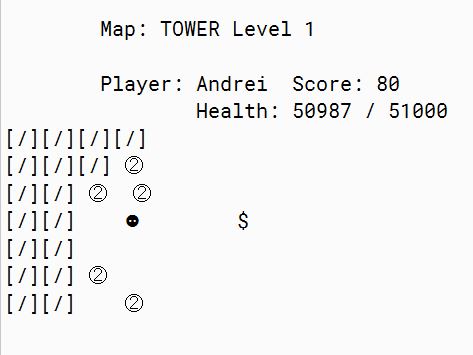 Map: TOWER Level 1
Player: Andrei  Score: 80
Health: 50987 / 51000
[/][/][/][/]
[/][/][/] ②
[/][/] ②  ②
[/][/]    ☻        $
[/][/]
[/][/] ②
[/][/]    ②